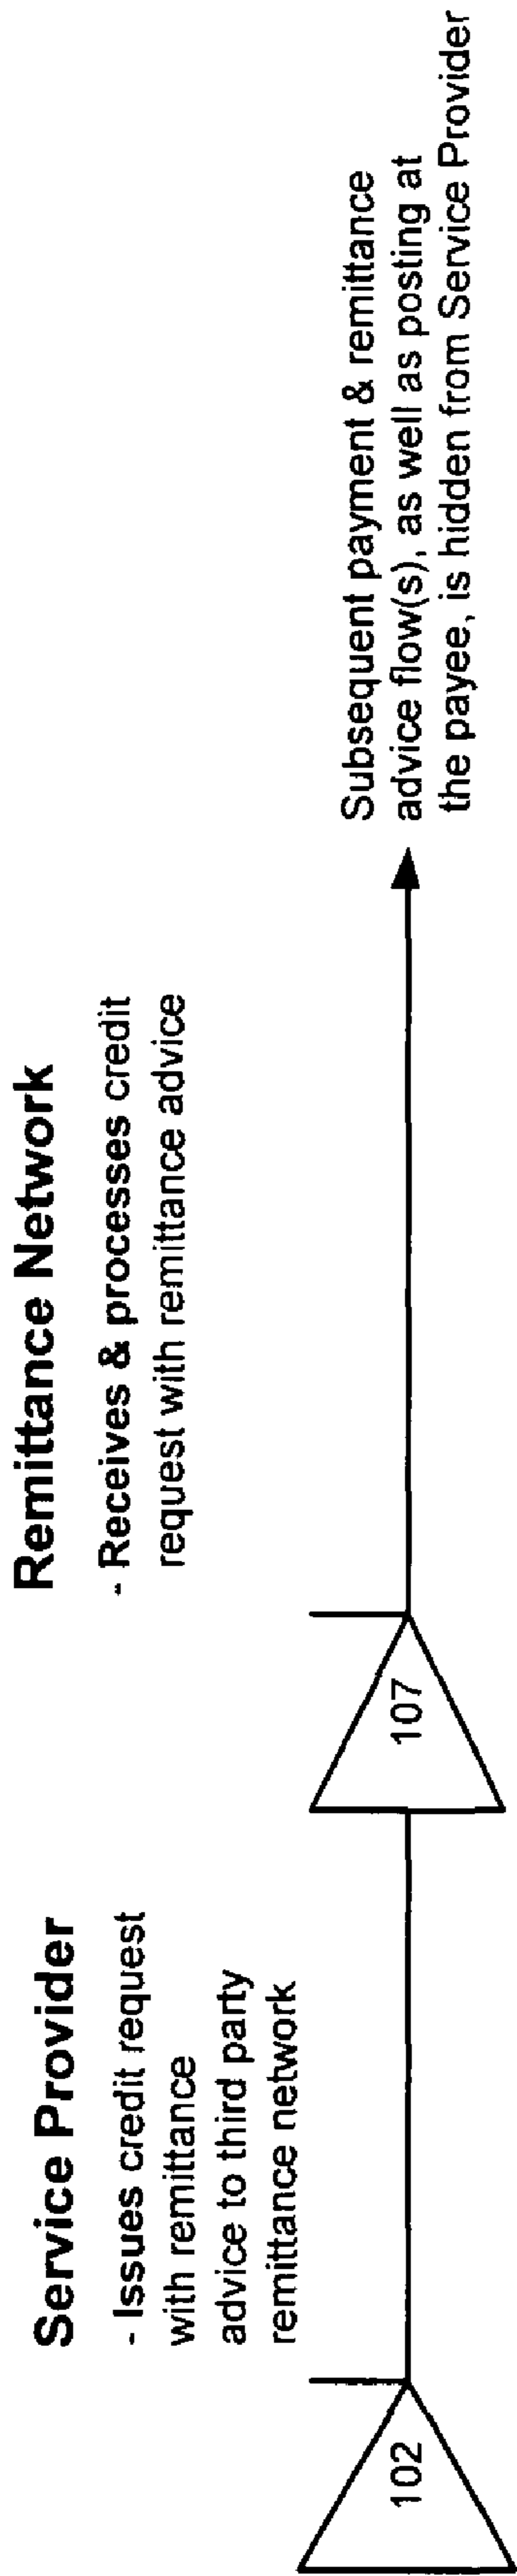 Service Provider
- Issues credit request
with remittance
advice to third party
remittance network
102
Remittance Network
- Receives & processes credit
request with remittance advice
107
Subsequent payment & remittance
advice flow(s), as well as posting at
the payee, is hidden from Service Provider